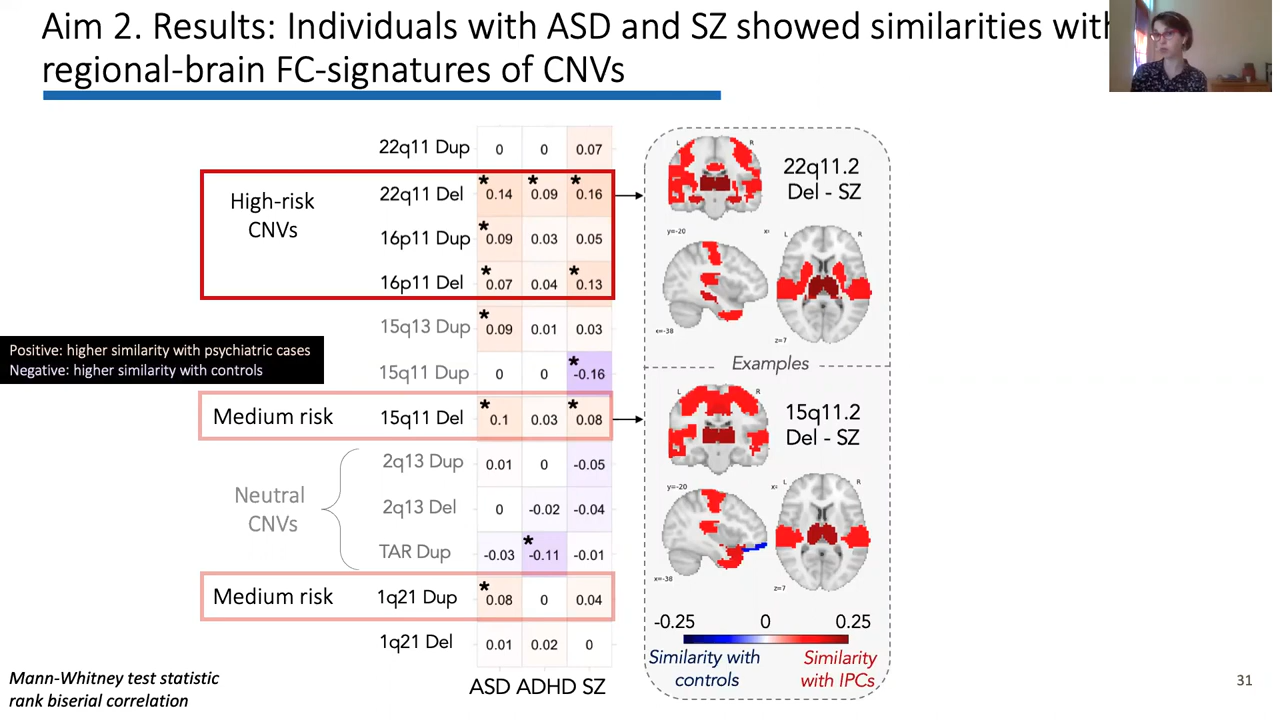 Aim 2. Results: Individuals with ASD and SZ showed similarities with
regional-brain FC-signatures of CNVs
22q11 Dup 0 0 0.07
High-risk
CNVs
22q11 Del * 0.14 * 0.09 * 0.16
16p11 Dup * 0.09 0.03 0.05
16p11 Del * 0.07 0.04 * 0.13
15q13 Dup * 0.09 0.01 0.03
Positive: higher similarity with psychiatric cases
Negative: higher similarity with controls
15q11 Dup 0 0 * -0.16
Medium risk 15q11 Del * 0.1 0.03 * 0.08
Neutral
CNVs
2q13 Dup 0.01 0 -0.05
2q13 Del 0 -0.02 -0.04
TAR Dup -0.03 * -0.11 -0.01
Medium risk 1q21 Dup * 0.08 0 0.04
1q21 Del 0.01 0.02 0
ASD ADHD SZ
Mann-Whitney test statistic
rank biserial correlation
L R
22q11.2
Del - SZ
y=-20 x=
L R
x=-38
z=7
Examples
L R
15q11.2
Del - SZ
y=-20 x=
L R
x=-38
z=7
-0.25 0 0.25
Similarity with
controls
Similarity
with IPCs
31